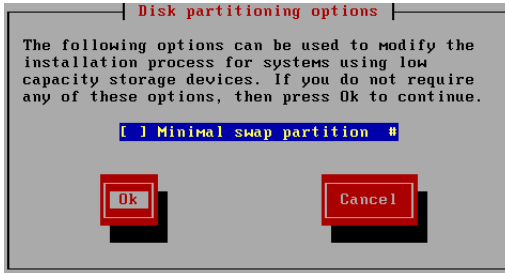 Disk partitioning options
The following options can be used to modify the
installation process for systems using low
capacity storage devices. If you do not require
any of these options, then press Ok to continue.
[ ] Minimal swap partition #
Ok Cancel